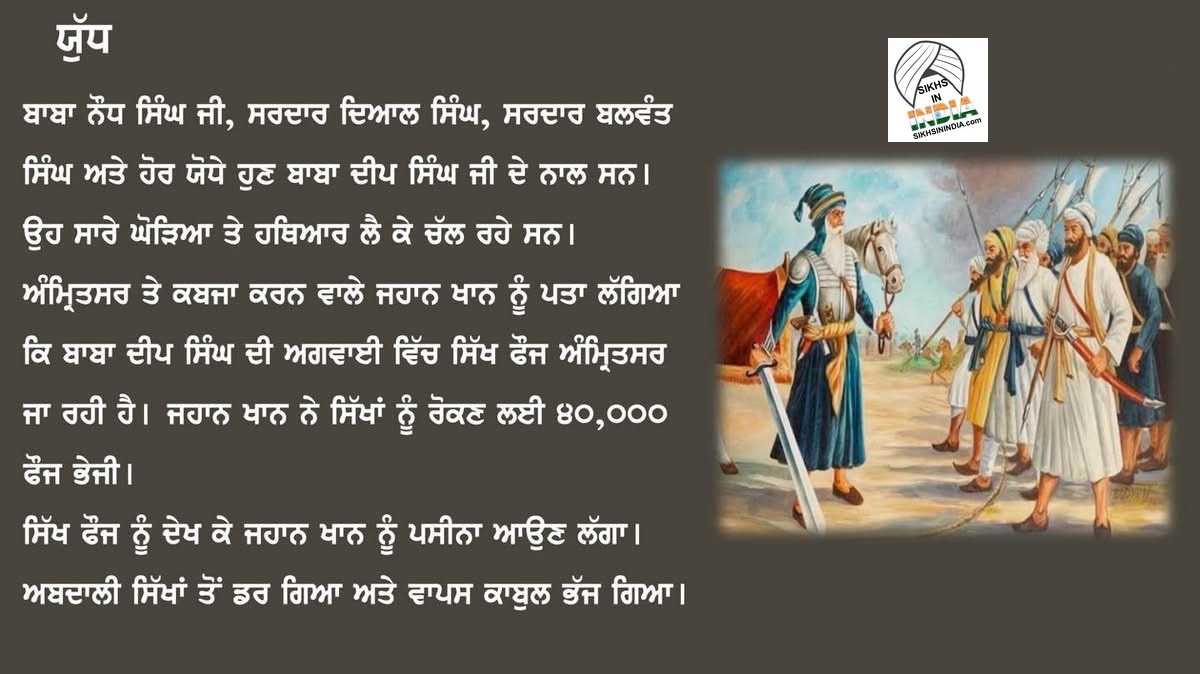 ਯੁੱਧ
ਬਾਬਾ ਨੌਧ ਸਿੰਘ ਜੀ, ਸਰਦਾਰ ਦਿਆਲ ਸਿੰਘ, ਸਰਦਾਰ ਬਲਵੰਤ
ਸਿੰਘ ਅਤੇ ਹੋਰ ਯੋਧੇ ਹੁਣ ਬਾਬਾ ਦੀਪ ਸਿੰਘ ਜੀ ਦੇ ਨਾਲ ਸਨ।
ਉਹ ਸਾਰੇ ਘੋੜਿਆ ਤੇ ਹਥਿਆਰ ਲੈ ਕੇ ਚੱਲ ਰਹੇ ਸਨ।
ਅੰਮ੍ਰਿਤਸਰ ਤੇ ਕਬਜਾ ਕਰਨ ਵਾਲੇ ਜਹਾਨ ਖਾਨ ਨੂੰ ਪਤਾ ਲੱਗਿਆ
ਕਿ ਬਾਬਾ ਦੀਪ ਸਿੰਘ ਦੀ ਅਗਵਾਈ ਵਿੱਚ ਸਿੱਖ ਫੌਜ ਅੰਮ੍ਰਿਤਸਰ
ਜਾ ਰਹੀ ਹੈ। ਜਹਾਨ ਖਾਨ ਨੇ ਸਿੱਖਾਂ ਨੂੰ ਰੋਕਣ ਲਈ ੪੦,੦੦੦
ਫੌਜ ਭੇਜੀ।
ਸਿੱਖ ਫੌਜ ਨੂੰ ਦੇਖ ਕੇ ਜਹਾਨ ਖਾਨ ਨੂੰ ਪਸੀਨਾ ਆਉਣ ਲੱਗਾ।
ਅਬਦਾਲੀ ਸਿੱਖਾਂ ਤੋਂ ਡਰ ਗਿਆ ਅਤੇ ਵਾਪਸ ਕਾਬੁਲ ਭੱਜ ਗਿਆ।
SIKHS
IN
INDIA
SIKHSININDIA.com